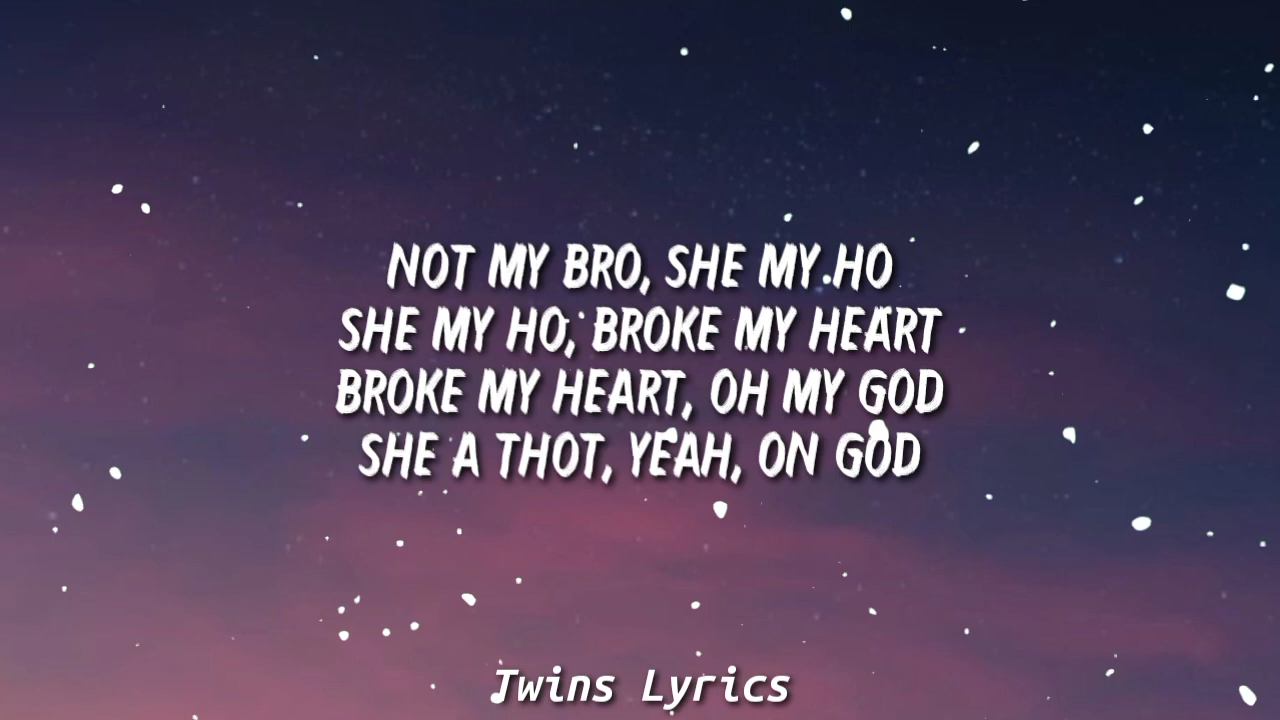 NOT MY BRO, SHE MY HO
SHE MY HO, BROKE MY HEART
BROKE MY HEART, OH MY GOD
SHE A THOT, YEAH, ON GOD
Twins Lyrics